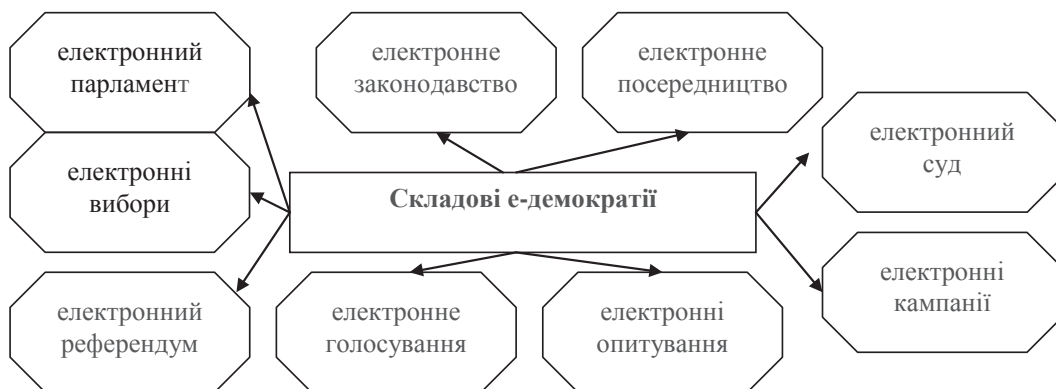 електронний
парламент
електронне
законодавство
електронне
посередництво
електронний
суд
електронні
вибори
Складові е-демократії
електронні
кампанії
електронний
референдум
електронне
голосування
електронні
опитування